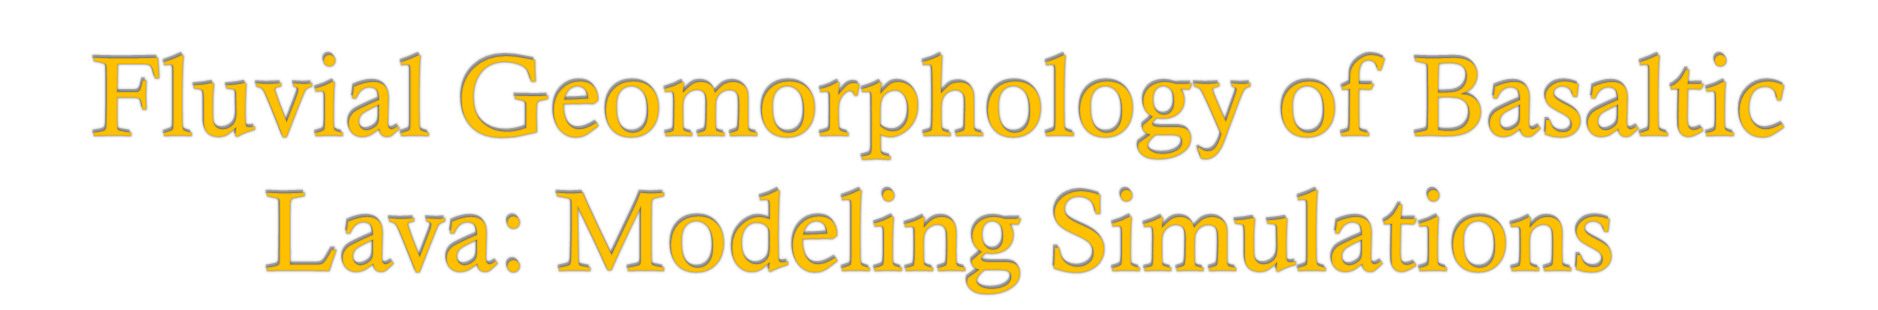 Fluvial Geomorphology of Basaltic
Lava: Modeling Simulations